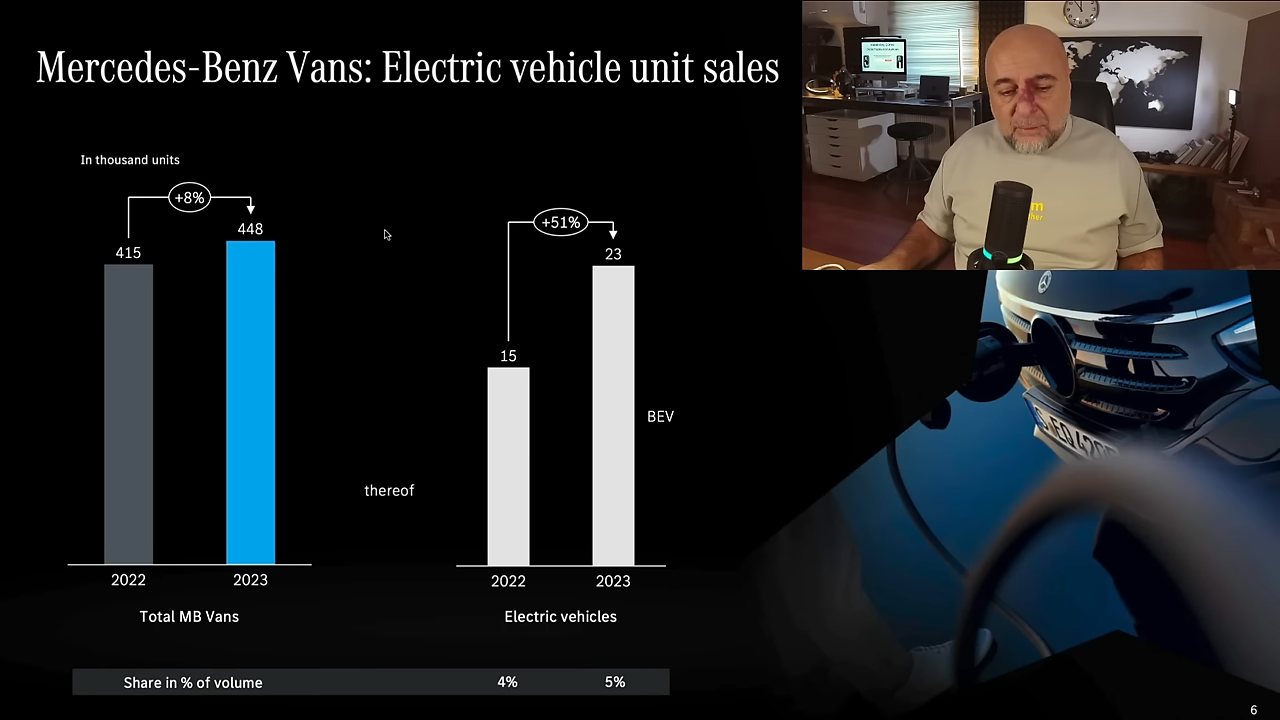 Mercedes-Benz Vans: Electric vehicle unit sales
In thousand units
+8%
415
448
2022
2023
Total MB Vans
thereof
+51%
15
23
BEV
2022
2023
Electric vehicles
Share in % of volume
4%
5%
6